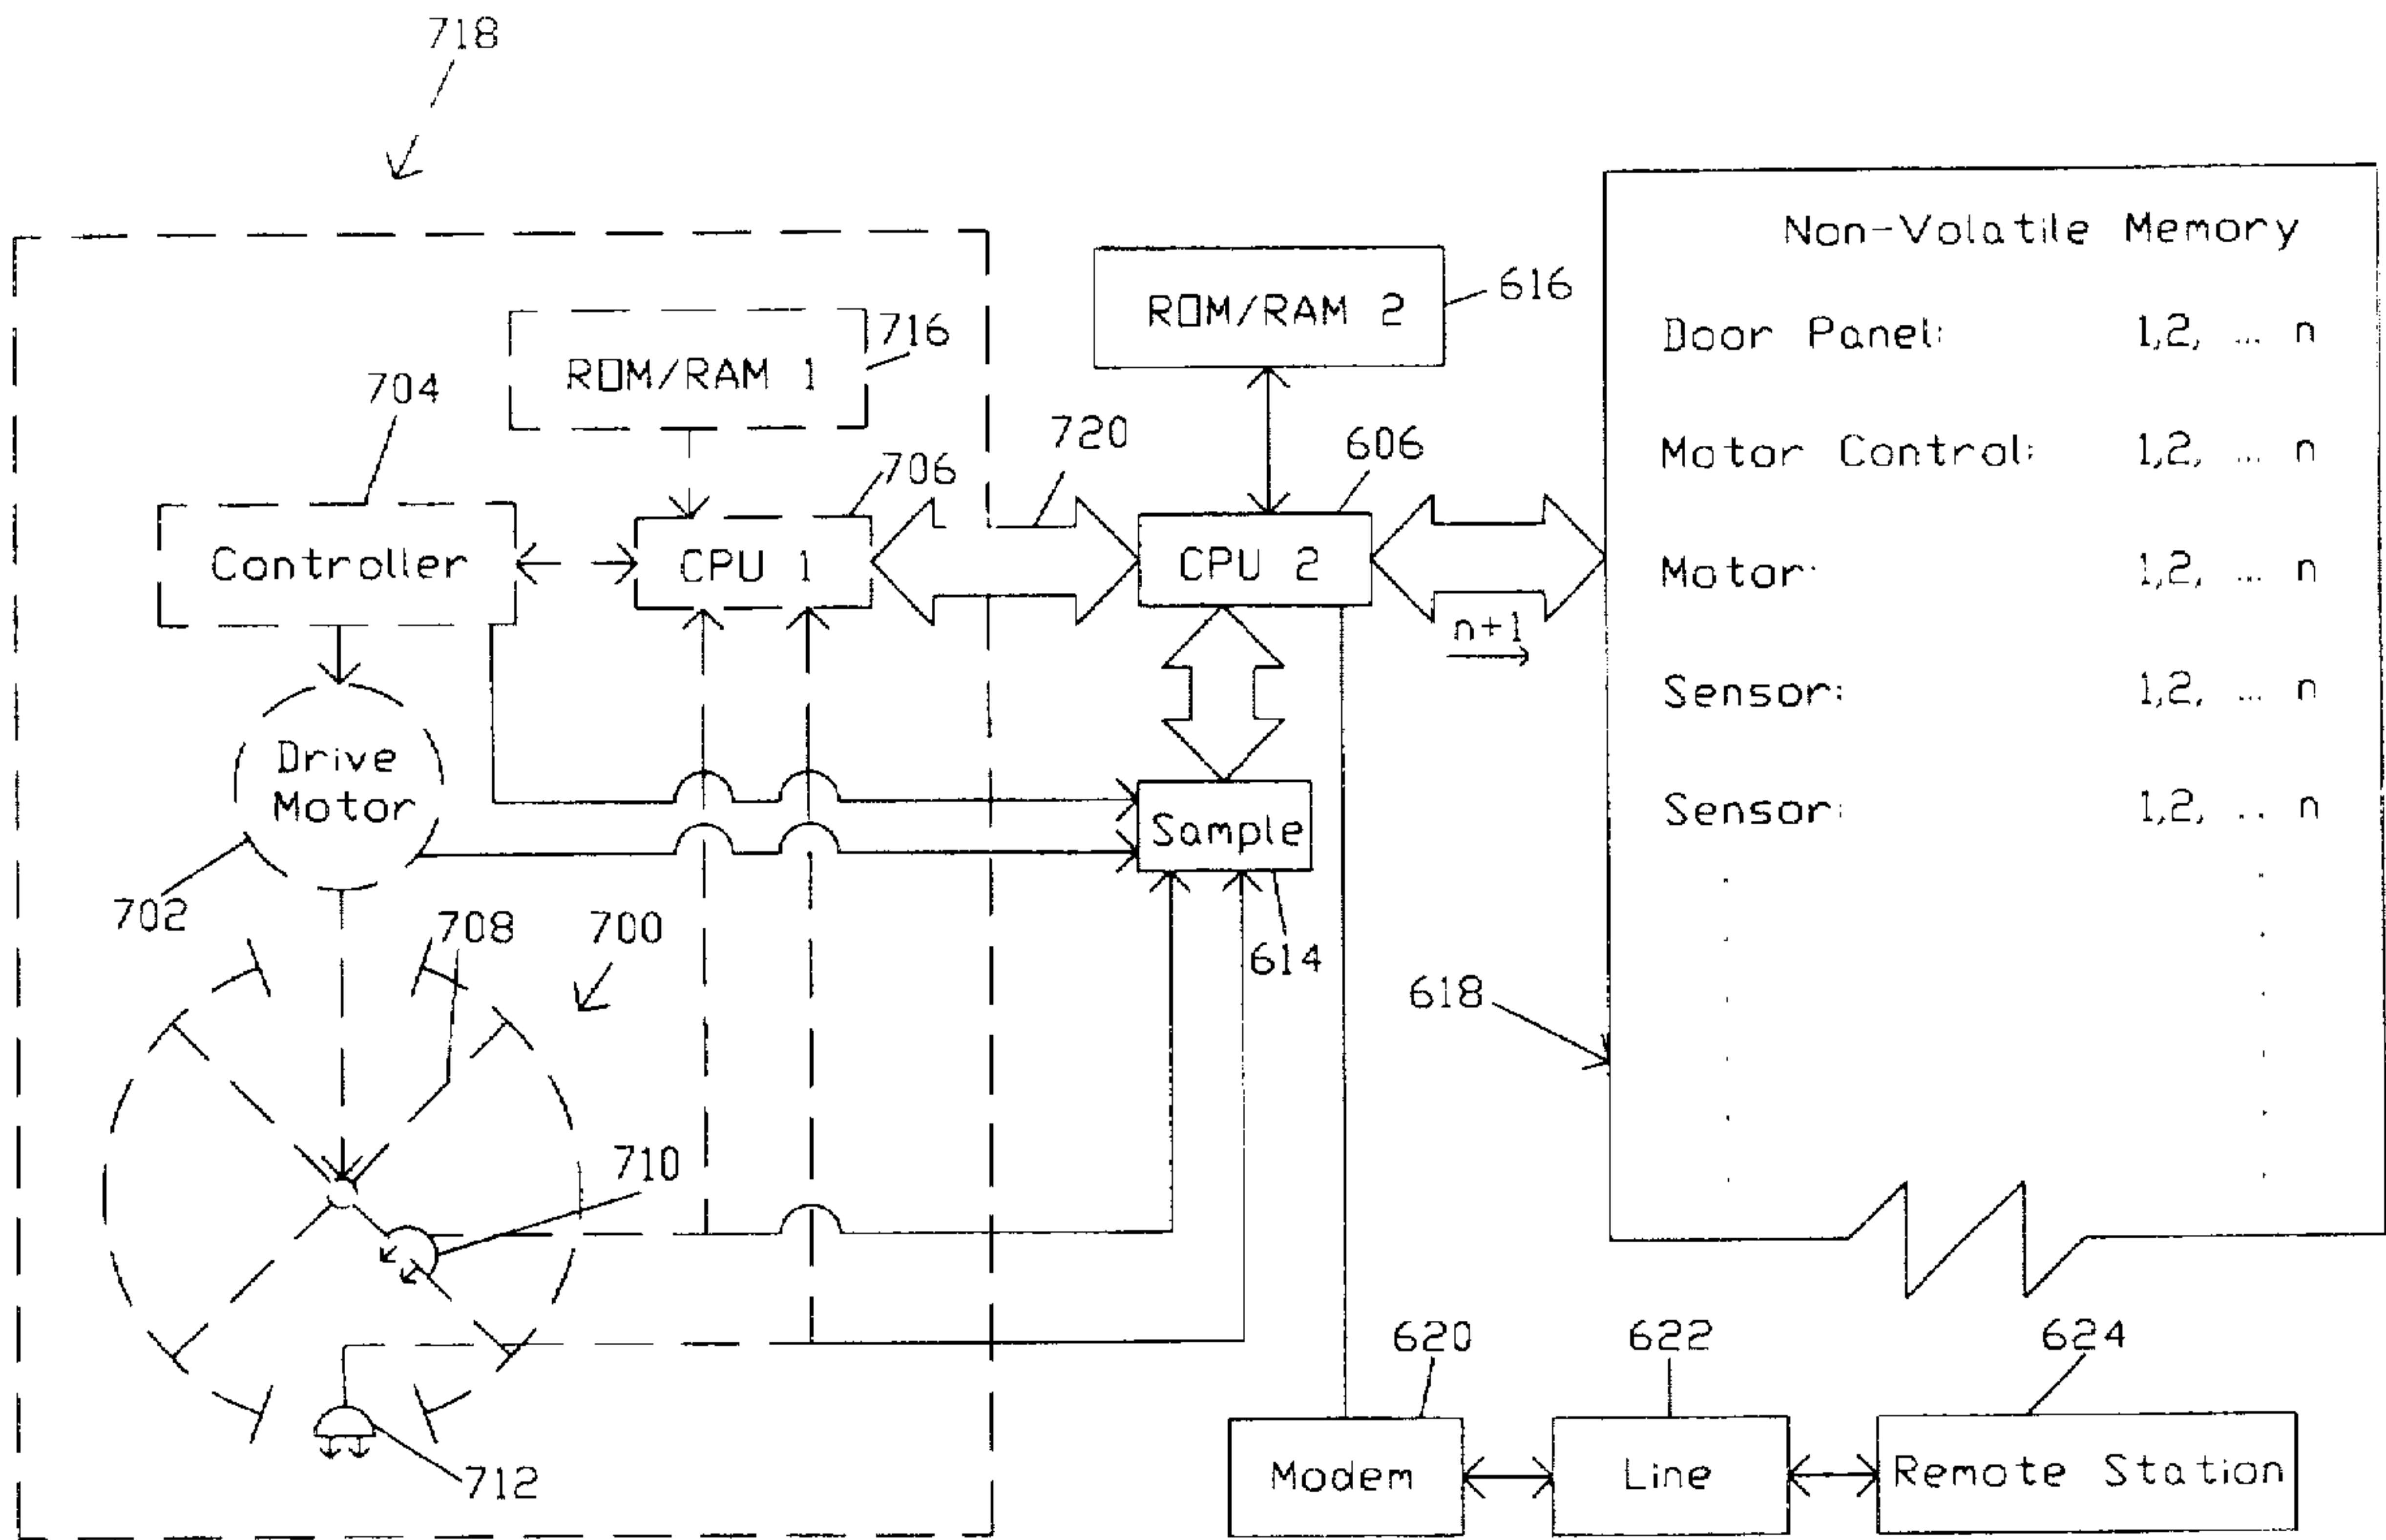 718
Non-Volatile Memory
ROM/RAM 2
616
Door Panel: 1,2, ... n
716
ROM/RAM 1
704
720
606
Motor Control: 1,2, ... n
706
Controller
CPU 1
CPU 2
Motor: 1,2, ... n
n+1
Sensor: 1,2, ... n
Drive
Motor
Sample
Sensor: 1,2, .. n
702
708
700
614
618
710
620
622
624
712
Modem
Line
Remote Station